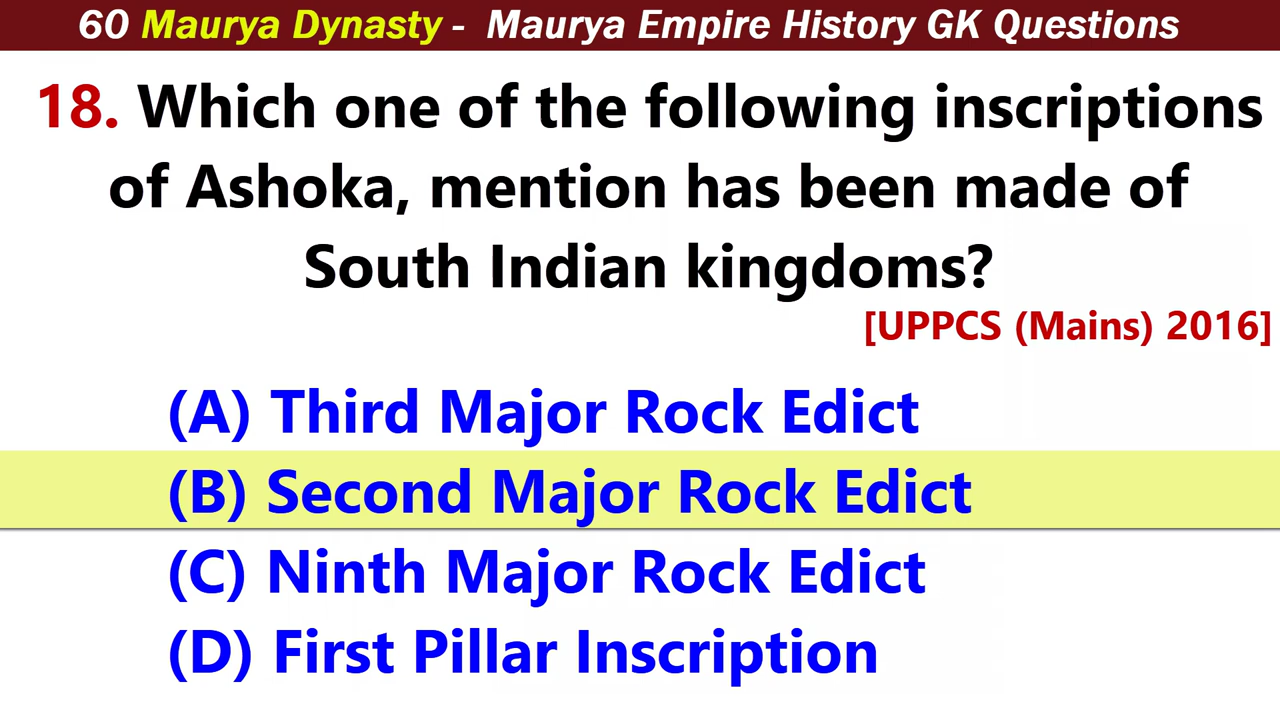 60 Maurya Dynasty - Maurya Empire History GK Questions
18. Which one of the following inscriptions
of Ashoka, mention has been made of
South Indian kingdoms?
[UPPCS (Mains) 2016]
(A) Third Major Rock Edict
(B) Second Major Rock Edict
(C) Ninth Major Rock Edict
(D) First Pillar Inscription